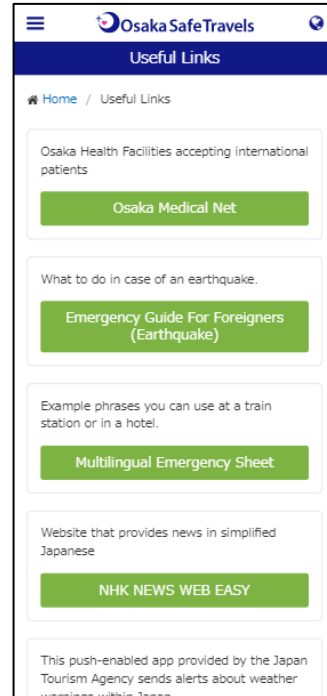 Osaka Safe Travels
Useful Links
Home / Useful Links
Osaka Health Facilities accepting international
patients
Osaka Medical Net
What to do in case of an earthquake.
Emergency Guide For Foreigners
(Earthquake)
Example phrases you can use at a train
station or in a hotel.
Multilingual Emergency Sheet
Website that provides news in simplified
Japanese
NHK NEWS WEB EASY
This push-enabled app provided by the Japan
Tourism Agency sends alerts about weather
warnings within Japan